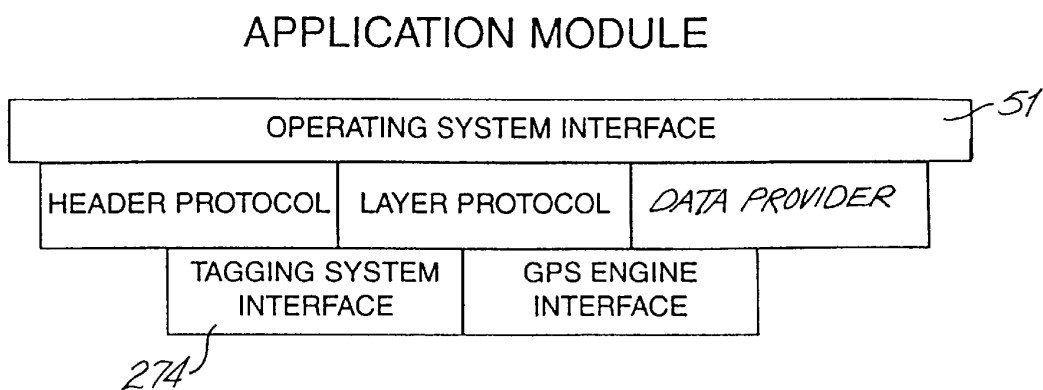 APPLICATION MODULE
OPERATING SYSTEM INTERFACE
51
HEADER PROTOCOL
LAYER PROTOCOL
DATA PROVIDER
TAGGING SYSTEM
INTERFACE
GPS ENGINE
INTERFACE
274